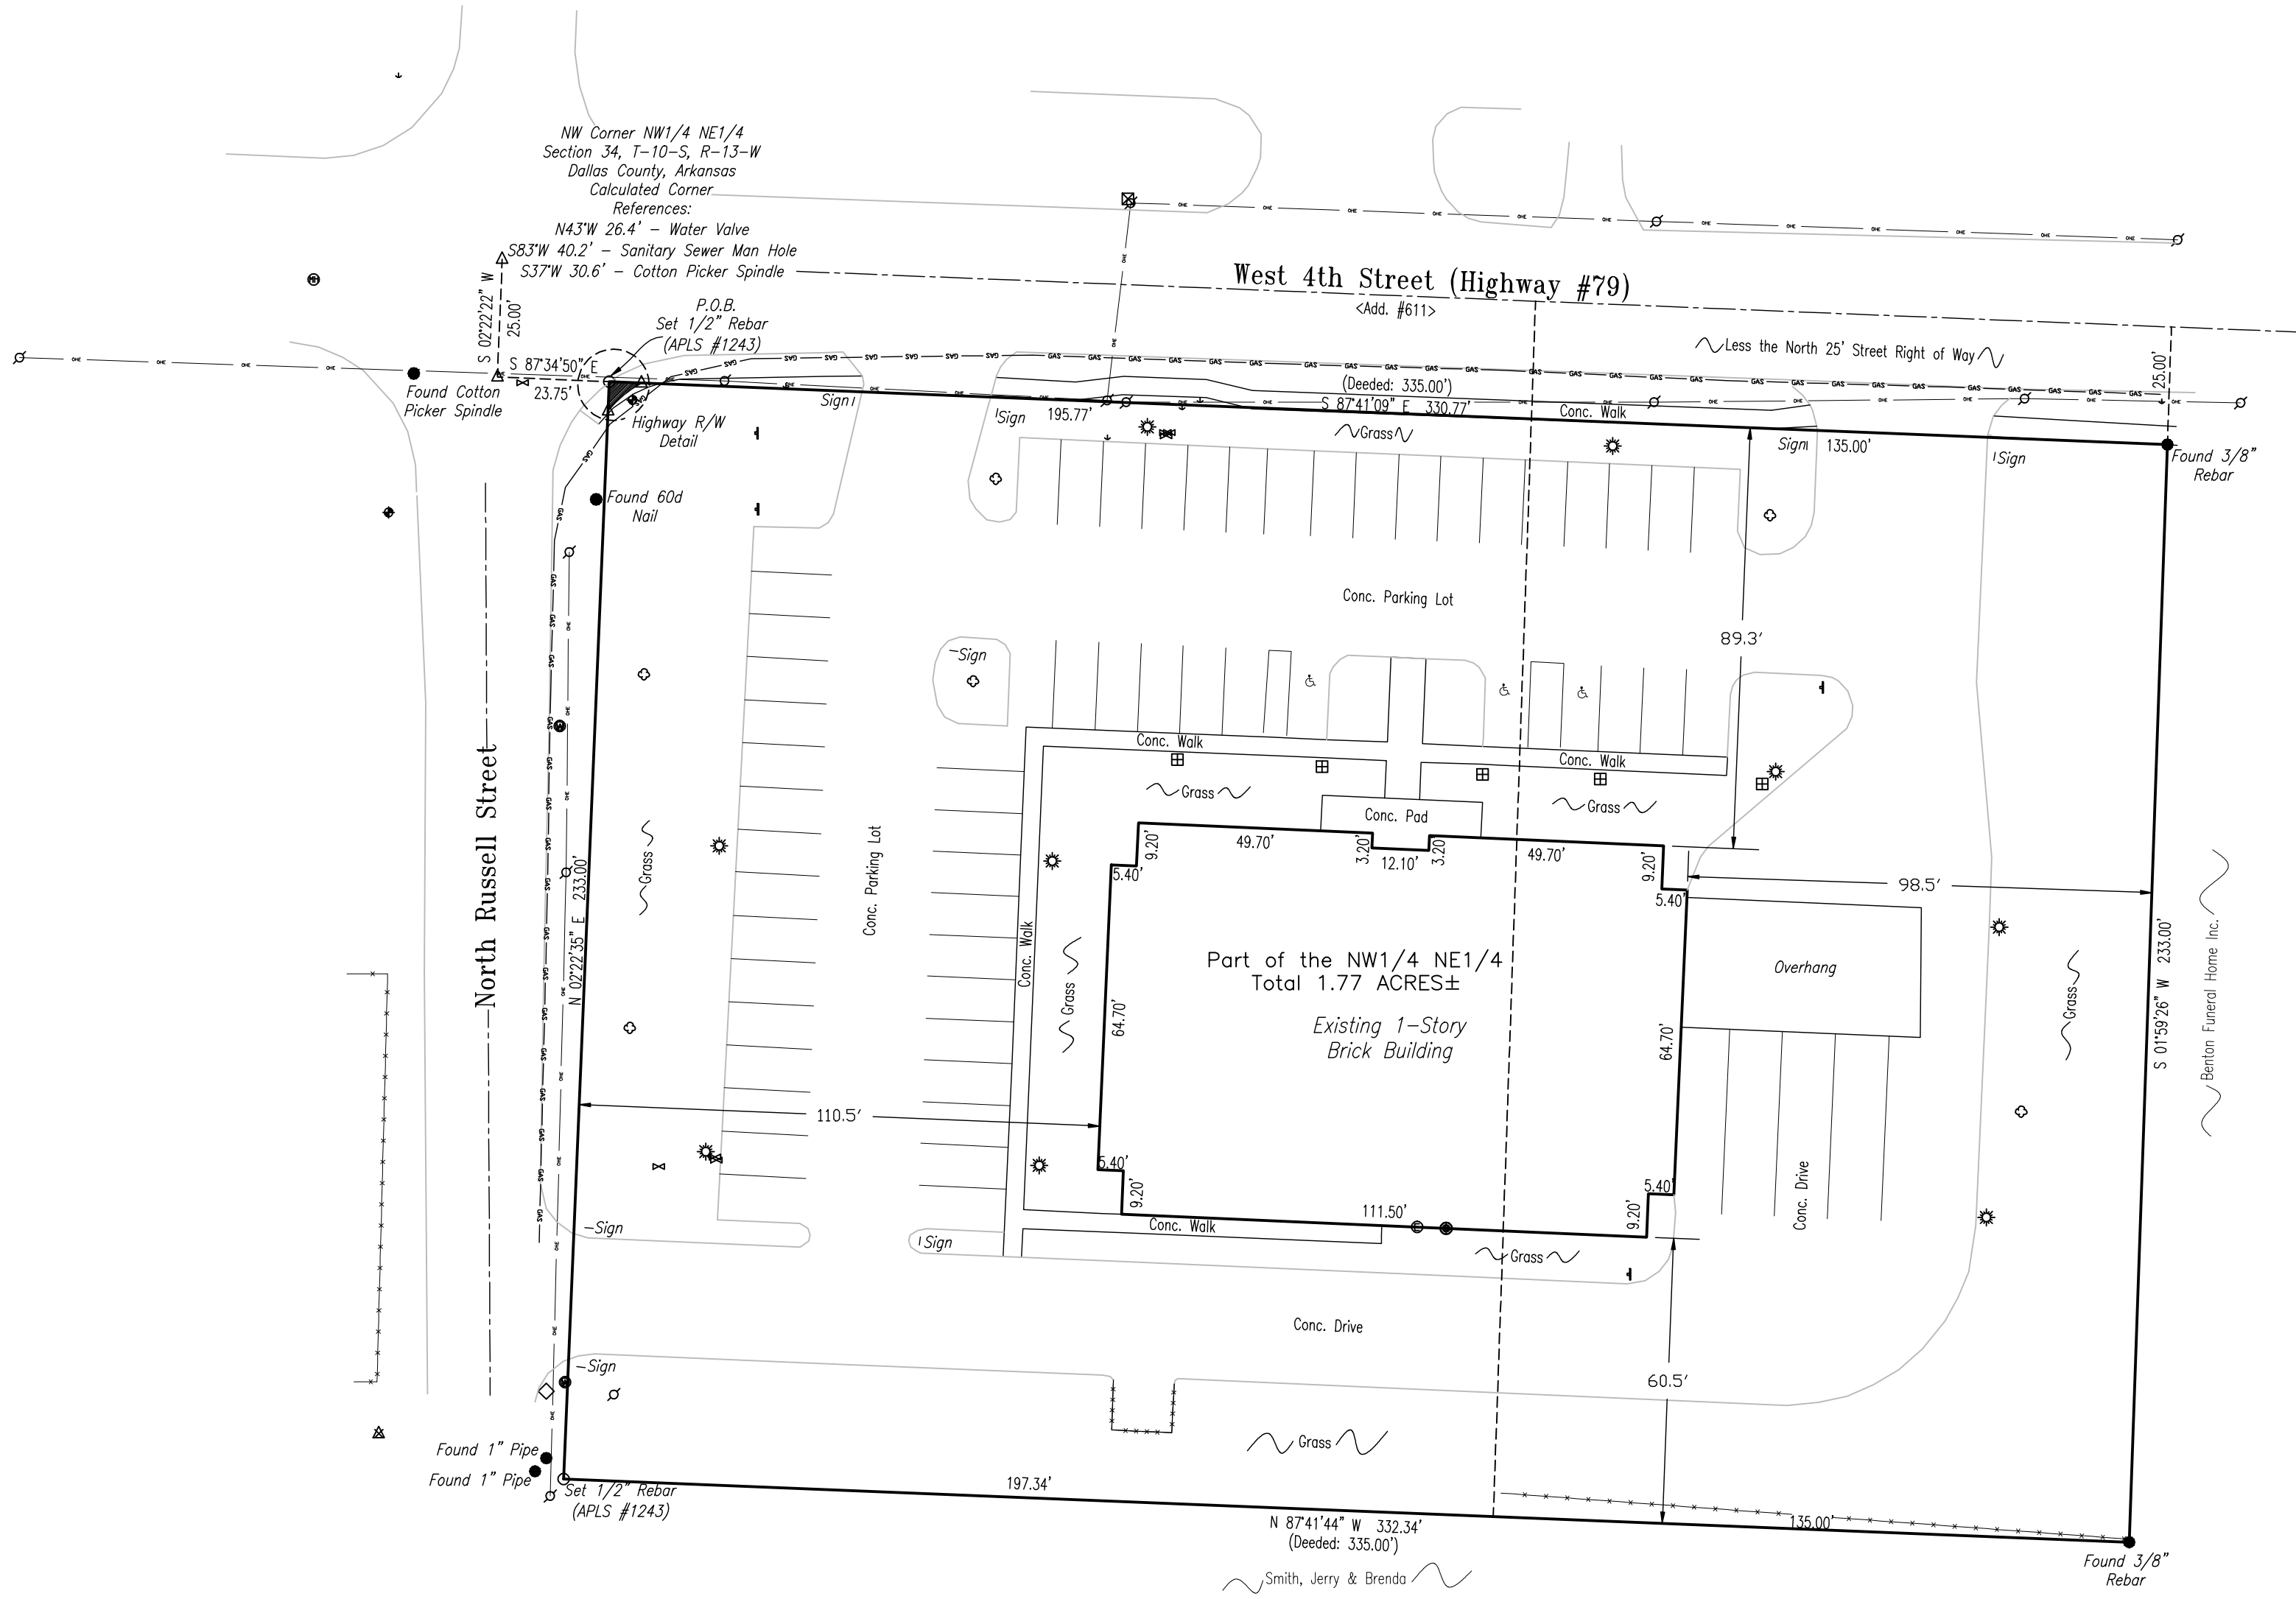 NW Corner NW1/4 NE1/4
Section 34, T-10-S, R-13-W
Dallas County, Arkansas
Calculated Corner
References:
N43°W 26.4' - Water Valve
S83°W 40.2' - Sanitary Sewer Man Hole
S37°W 30.6' - Cotton Picker Spindle
S 02°22'22" W
25.00'
P.O.B.
Set 1/2" Rebar
(APLS #1243)
S 87°34'50" E
23.75'
Found Cotton
Picker Spindle
Highway R/W
Detail
Found 60d
Nail
West 4th Street (Highway #79)
<Add. #611>
Less the North 25' Street Right of Way
25.00'
(Deeded: 335.00')
S 87°41'09" E 330.77'
Conc. Walk
Sign
Sign
195.77'
Grass
Sign
135.00'
Sign
Found 3/8"
Rebar
OHE
GAS
Conc. Parking Lot
89.3'
Sign
Conc. Walk
Conc. Walk
Grass
Grass
Conc. Pad
North Russell Street
N 02°22'35" E 233.00'
Grass
Conc. Parking Lot
Conc. Walk
Grass
5.40'
9.20'
49.70'
3.20'
12.10'
3.20'
49.70'
9.20'
5.40'
98.5'
Part of the NW1/4 NE1/4
Total 1.77 ACRES±
Existing 1-Story
Brick Building
Overhang
64.70'
64.70'
110.5'
5.40'
9.20'
111.50'
9.20'
5.40'
E
Conc. Walk
Grass
Conc. Drive
Grass
S 01°59'26" W 233.00'
Benton Funeral Home Inc.
Sign
Sign
Conc. Drive
Sign
60.5'
Grass
Found 1" Pipe
Found 1" Pipe
Set 1/2" Rebar
(APLS #1243)
197.34'
N 87°41'44" W 332.34'
(Deeded: 335.00')
135.00'
Smith, Jerry & Brenda
Found 3/8"
Rebar